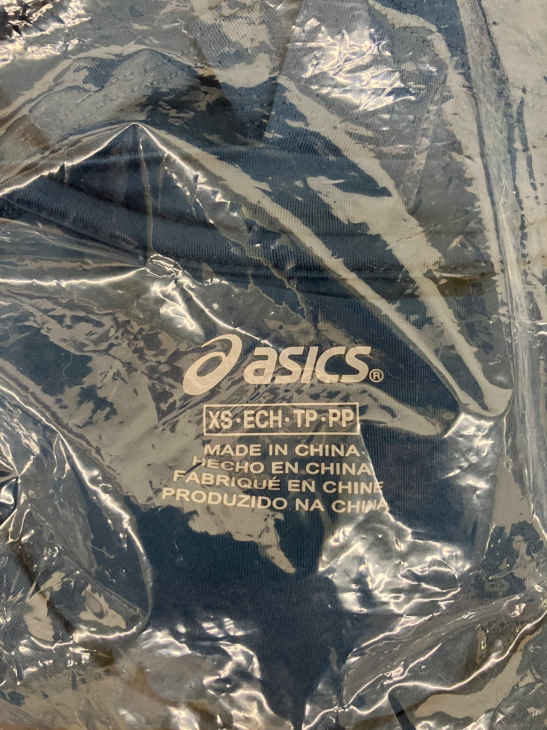 asics®
XS·ECH·TP·PP
MADE IN CHINA
HECHO EN CHINA
FABRIQUÉ EN CHINE
PRODUZIDO NA CHINA